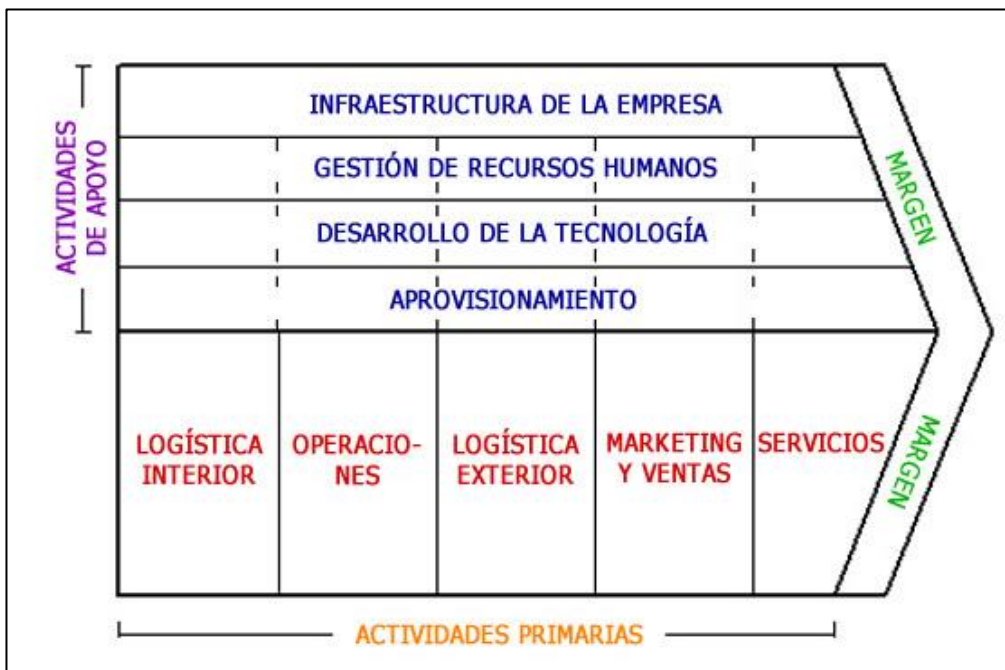 ACTIVIDADES
DE APOYO
INFRAESTRUCTURA DE LA EMPRESA
GESTIÓN DE RECURSOS HUMANOS
DESARROLLO DE LA TECNOLOGÍA
APROVISIONAMIENTO
MARGEN
LOGÍSTICA
INTERIOR
OPERACIO-
NES
LOGÍSTICA
EXTERIOR
MARKETING
Y VENTAS
SERVICIOS
MARGEN
ACTIVIDADES PRIMARIAS